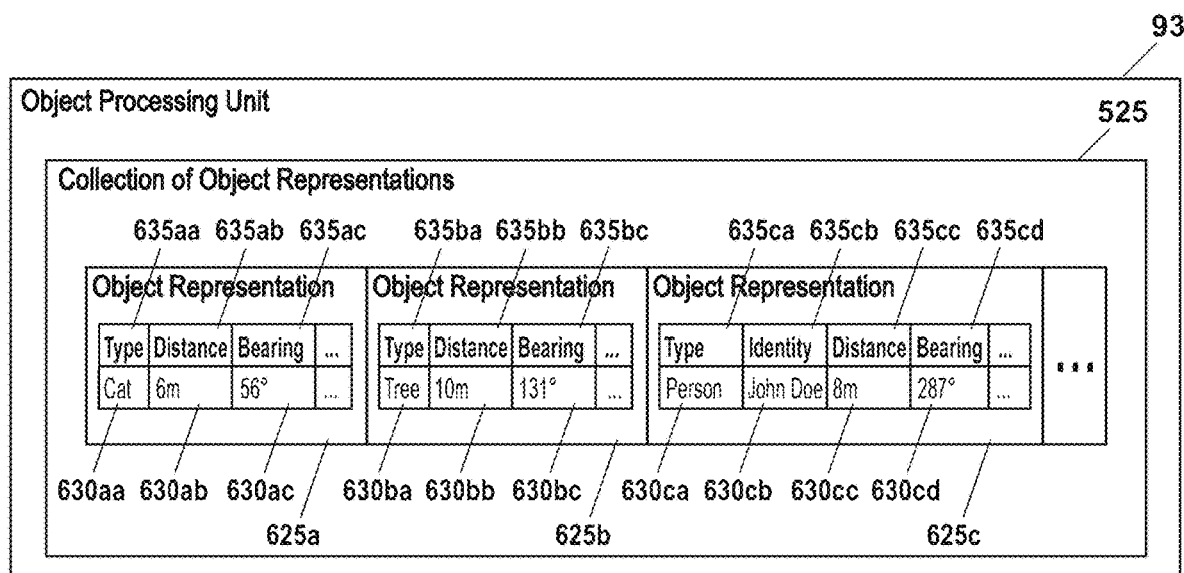 93
Object Processing Unit
525
Collection of Object Representations
635aa 635ab 635ac 635ba 635bb 635bc 635ca 635cb 635cc 635cd
Object Representation Object Representation Object Representation
Type Distance Bearing ... Type Distance Bearing ... Type Identity Distance Bearing ...
Cat 6m 56° ... Tree 10m 131° ... Person John Doe 8m 287° ...
...
630aa 630ab 630ac 630ba 630bb 630bc 630ca 630cb 630cc 630cd
625a 625b 625c